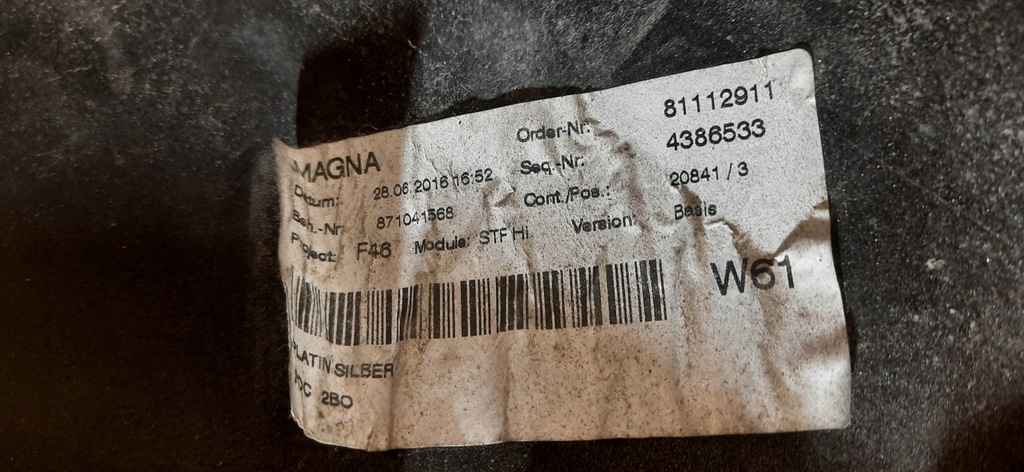 MAGNA
Order-Nr: 81112911
Datum: 28.06.2016 16:52 Seq.-Nr: 4386533
Beh.-Nr: 871041568 Cont./Pos.: 20841 / 3
Project: F46 Module: STF Hi Version: Basis
W61
PLATIN SILBER
PDC 2BO